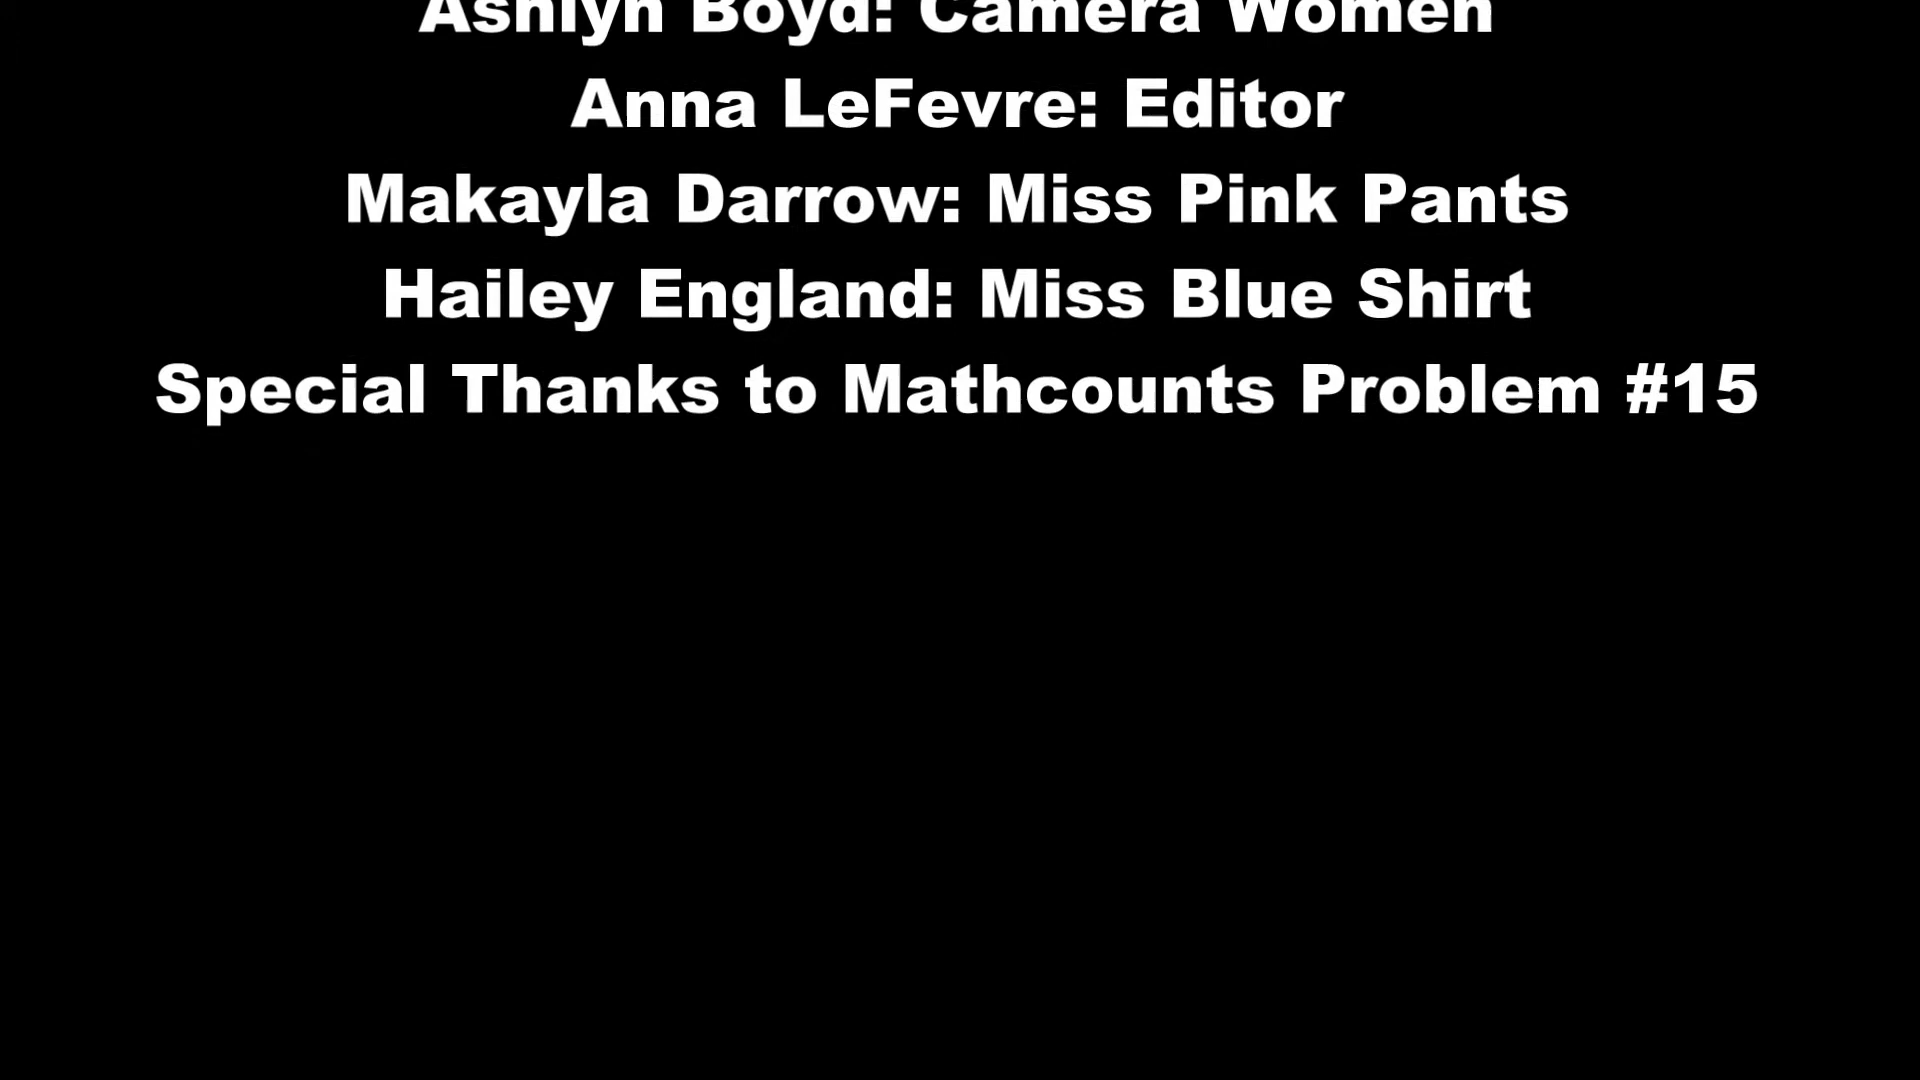 Ashlyn Boyd: Camera Women
Anna LeFevre: Editor
Makayla Darrow: Miss Pink Pants
Hailey England: Miss Blue Shirt
Special Thanks to Mathcounts Problem #15